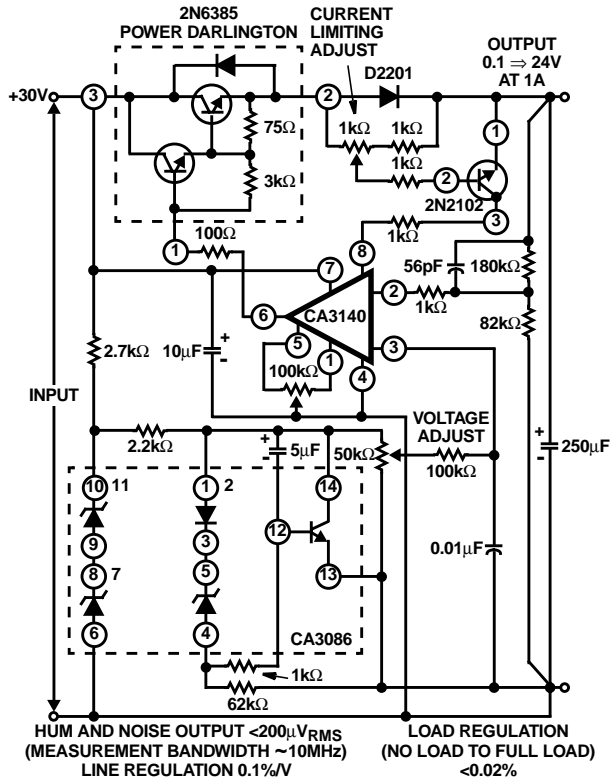 2N6385
POWER DARLINGTON
CURRENT
LIMITING
ADJUST
OUTPUT
0.1 ⇒ 24V
AT 1A
D2201
+30V
3
2
1
75Ω
1kΩ
1kΩ
1kΩ
3kΩ
2
2N2102
3
1
100Ω
8
1kΩ
7
56pF
180kΩ
6
CA3140
2
1kΩ
82kΩ
5
3
2.7kΩ
10μF
+
-
1
4
100kΩ
INPUT
VOLTAGE
ADJUST
2.2kΩ
+
-
5μF
50kΩ
100kΩ
+
-
250μF
10
11
1
2
14
9
3
12
8
7
5
13
0.01μF
6
4
CA3086
1kΩ
62kΩ
HUM AND NOISE OUTPUT <200μVRMS
(MEASUREMENT BANDWIDTH ~10MHz)
LINE REGULATION 0.1%/V
LOAD REGULATION
(NO LOAD TO FULL LOAD)
<0.02%